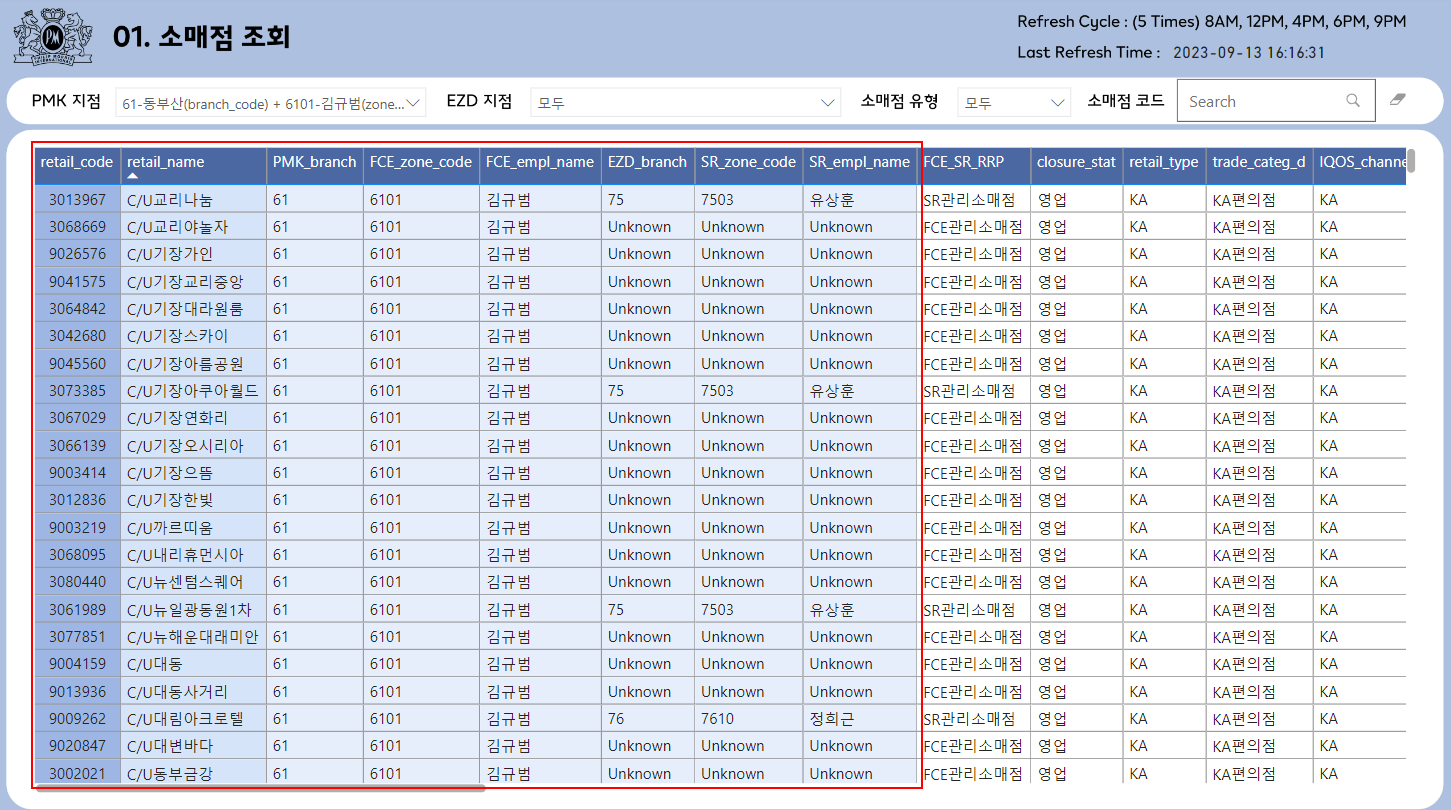 01. 소매점 조회
Refresh Cycle : (5 Times) 8AM, 12PM, 4PM, 6PM, 9PM
Last Refresh Time : 2023-09-13 16:16:31
PMK 지점 61-동부산(branch_code) + 6101-김규범(zone... EZD 지점 모두 소매점 유형 모두 소매점 코드 Search
retail_code retail_name PMK_branch FCE_zone_code FCE_empl_name EZD_branch SR_zone_code SR_empl_name FCE_SR_RRP closure_stat retail_type trade_categ_d IQOS_channe
3013967 C/U교리나눔 61 6101 김규범 75 7503 유상훈 SR관리소매점 영업 KA KA편의점 KA
3068669 C/U교리야놀자 61 6101 김규범 Unknown Unknown Unknown FCE관리소매점 영업 KA KA편의점 KA
9026576 C/U기장가인 61 6101 김규범 Unknown Unknown Unknown FCE관리소매점 영업 KA KA편의점 KA
9041575 C/U기장교리중앙 61 6101 김규범 Unknown Unknown Unknown FCE관리소매점 영업 KA KA편의점 KA
3064842 C/U기장대라원룸 61 6101 김규범 Unknown Unknown Unknown FCE관리소매점 영업 KA KA편의점 KA
3042680 C/U기장스카이 61 6101 김규범 Unknown Unknown Unknown FCE관리소매점 영업 KA KA편의점 KA
9045560 C/U기장아름공원 61 6101 김규범 Unknown Unknown Unknown FCE관리소매점 영업 KA KA편의점 KA
3073385 C/U기장아쿠아월드 61 6101 김규범 75 7503 유상훈 SR관리소매점 영업 KA KA편의점 KA
3067029 C/U기장연화리 61 6101 김규범 Unknown Unknown Unknown FCE관리소매점 영업 KA KA편의점 KA
3066139 C/U기장오시리아 61 6101 김규범 Unknown Unknown Unknown FCE관리소매점 영업 KA KA편의점 KA
9003414 C/U기장으뜸 61 6101 김규범 Unknown Unknown Unknown FCE관리소매점 영업 KA KA편의점 KA
3012836 C/U기장한빛 61 6101 김규범 Unknown Unknown Unknown FCE관리소매점 영업 KA KA편의점 KA
9003219 C/U까르띠움 61 6101 김규범 Unknown Unknown Unknown FCE관리소매점 영업 KA KA편의점 KA
3068095 C/U내리휴먼시아 61 6101 김규범 Unknown Unknown Unknown FCE관리소매점 영업 KA KA편의점 KA
3080440 C/U뉴센텀스퀘어 61 6101 김규범 Unknown Unknown Unknown FCE관리소매점 영업 KA KA편의점 KA
3061989 C/U뉴일광동원1차 61 6101 김규범 75 7503 유상훈 SR관리소매점 영업 KA KA편의점 KA
3077851 C/U뉴해운대래미안 61 6101 김규범 Unknown Unknown Unknown FCE관리소매점 영업 KA KA편의점 KA
9004159 C/U대동 61 6101 김규범 Unknown Unknown Unknown FCE관리소매점 영업 KA KA편의점 KA
9013936 C/U대동사거리 61 6101 김규범 Unknown Unknown Unknown FCE관리소매점 영업 KA KA편의점 KA
9009262 C/U대림아크로텔 61 6101 김규범 76 7610 정희근 SR관리소매점 영업 KA KA편의점 KA
9020847 C/U대변바다 61 6101 김규범 Unknown Unknown Unknown FCE관리소매점 영업 KA KA편의점 KA
3002021 C/U동부금강 61 6101 김규범 Unknown Unknown Unknown FCE관리소매점 영업 KA KA편의점 KA